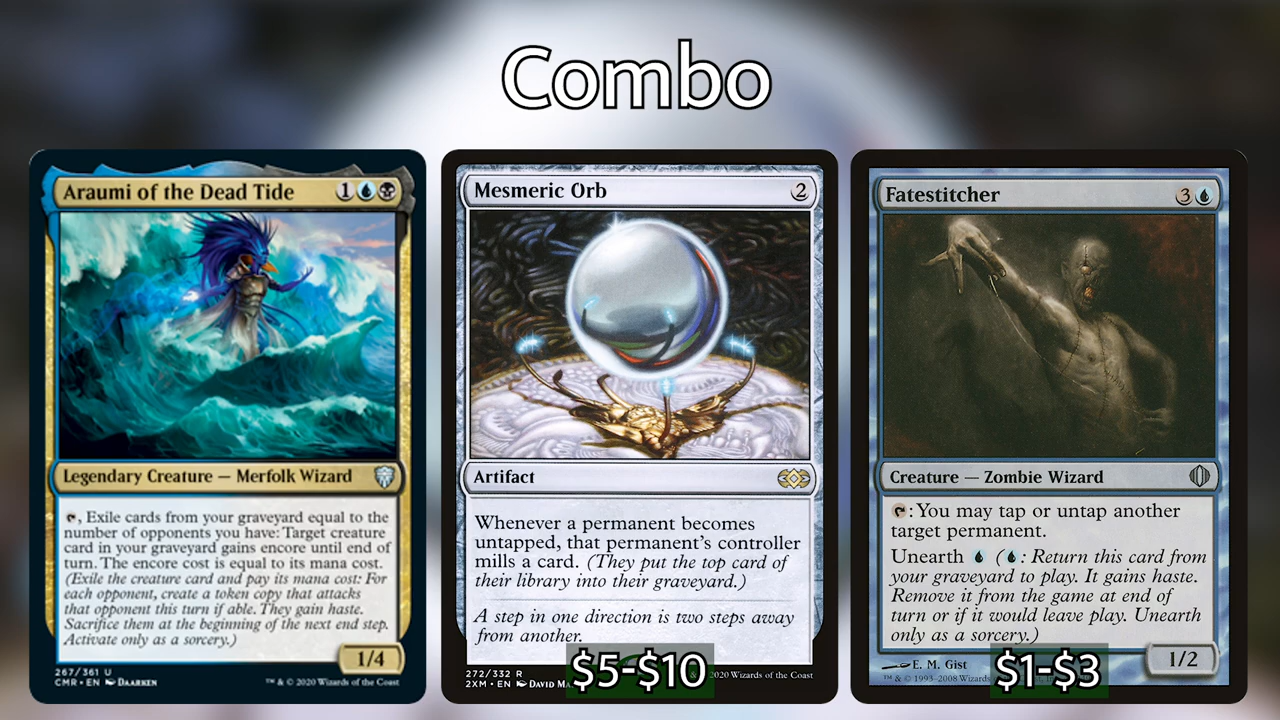 Combo
Araumi of the Dead Tide 1
Legendary Creature — Merfolk Wizard
, Exile cards from your graveyard equal to the
number of opponents you have: Target creature
card in your graveyard gains encore until end of
turn. The encore cost is equal to its mana cost.
(Exile the creature card and pay its mana cost: For
each opponent, create a token copy that attacks
that opponent this turn if able. They gain haste.
Sacrifice them at the beginning of the next end step.
Activate only as a sorcery.)
1/4
267/361 U
CMR • EN DAARKEN
™ & © 2020 Wizards of the Coast
Mesmeric Orb 2
Artifact
Whenever a permanent becomes
untapped, that permanent's controller
mills a card. (They put the top card of
their library into their graveyard.)
A step in one direction is two steps away
from another.
272/332 R
2XM • EN DAVID M
& © 2020 Wizards of the Coast
$5-$10
Fatestitcher 3
Creature — Zombie Wizard
: You may tap or untap another
target permanent.
Unearth ( : Return this card from
your graveyard to play. It gains haste.
Remove it from the game at end of
turn or if it would leave play. Unearth
only as a sorcery.)
1/2
E. M. Gist
™ & © 1993–2008 Wizards
$1-$3